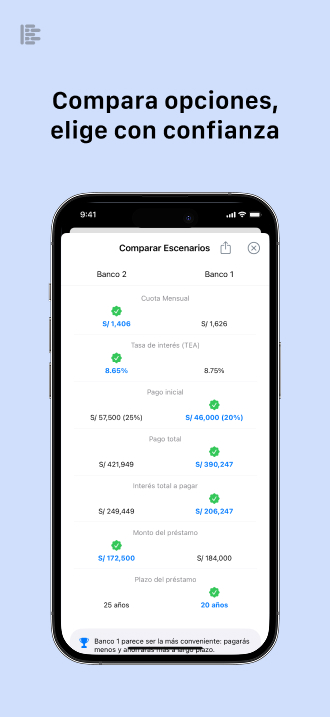 Compara opciones,
elige con confianza
9:41
Comparar Escenarios
Banco 2 Banco 1
Cuota Mensual
S/ 1,406 S/ 1,626
Tasa de interés (TEA)
8.65% 8.75%
Pago inicial
S/ 57,500 (25%) S/ 46,000 (20%)
Pago total
S/ 421,949 S/ 390,247
Interés total a pagar
S/ 249,449 S/ 206,247
Monto del préstamo
S/ 172,500 S/ 184,000
Plazo del préstamo
25 años 20 años
Banco 1 parece ser la más conveniente: pagarás
menos y ahorrarás más a largo plazo.